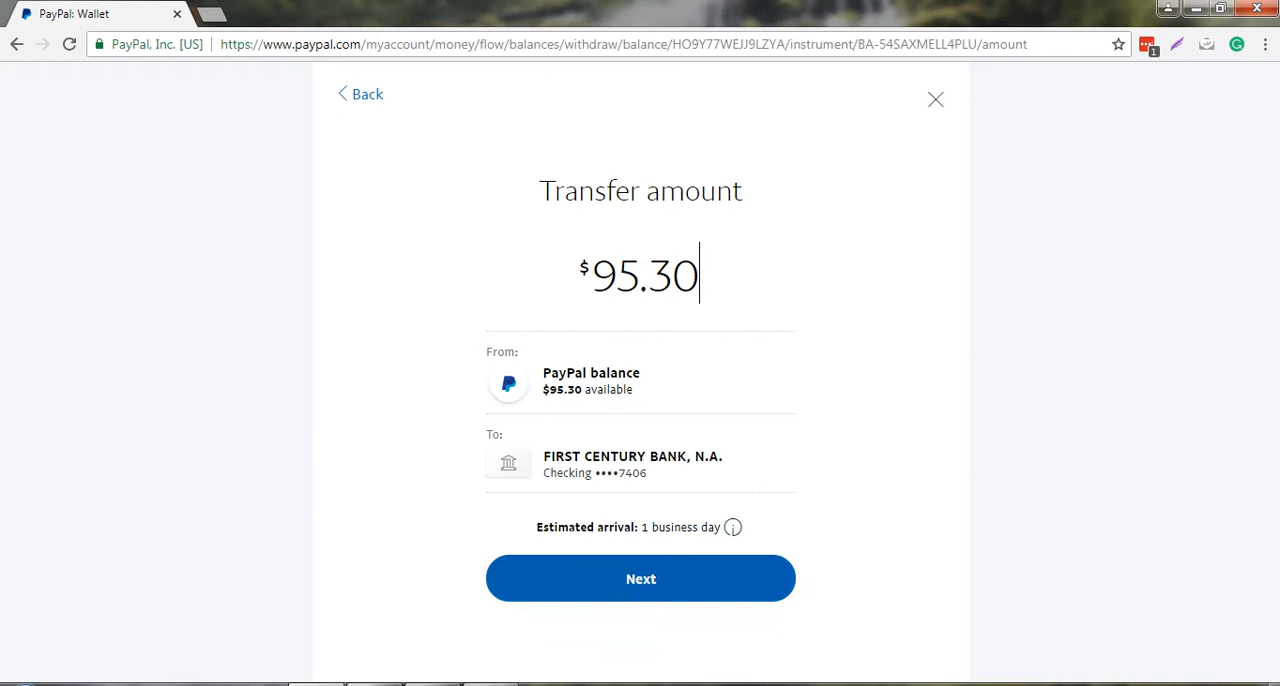 PayPal: Wallet
PayPal, Inc. [US] https://www.paypal.com/myaccount/money/flow/balances/withdraw/balance/HO9Y77WEJJ9LZYA/instrument/BA-54SAXMELL4PLU/amount
1
Back
Transfer amount
$95.30
From:
PayPal balance
$95.30 available
To:
FIRST CENTURY BANK, N.A.
Checking ••••7406
Estimated arrival: 1 business day
Next